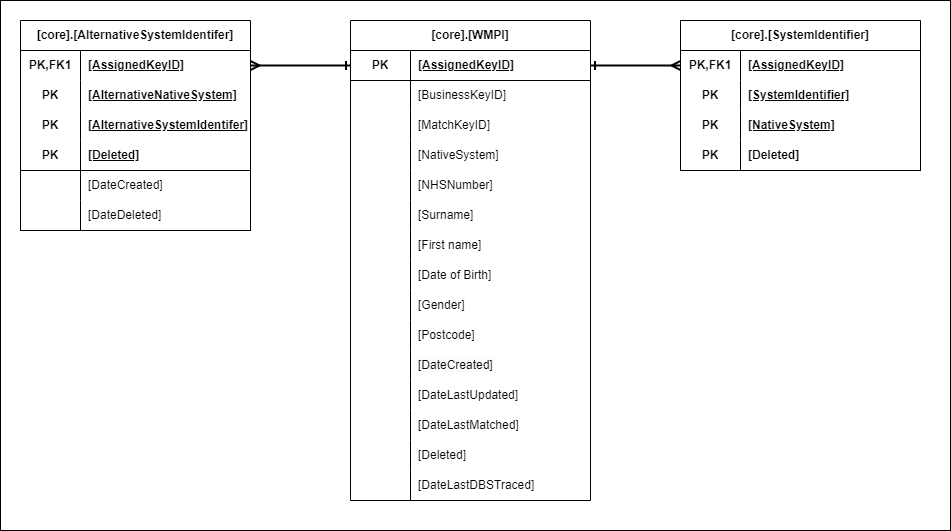 [core].[AlternativeSystemIdentifer]
PK,FK1 [AssignedKeyID]
PK [AlternativeNativeSystem]
PK [AlternativeSystemIdentifer]
PK [Deleted]
[DateCreated]
[DateDeleted]
[core].[WMPI]
PK [AssignedKeyID]
[BusinessKeyID]
[MatchKeyID]
[NativeSystem]
[NHSNumber]
[Surname]
[First name]
[Date of Birth]
[Gender]
[Postcode]
[DateCreated]
[DateLastUpdated]
[DateLastMatched]
[Deleted]
[DateLastDBSTraced]
[core].[SystemIdentifier]
PK,FK1 [AssignedKeyID]
PK [SystemIdentifier]
PK [NativeSystem]
PK [Deleted]